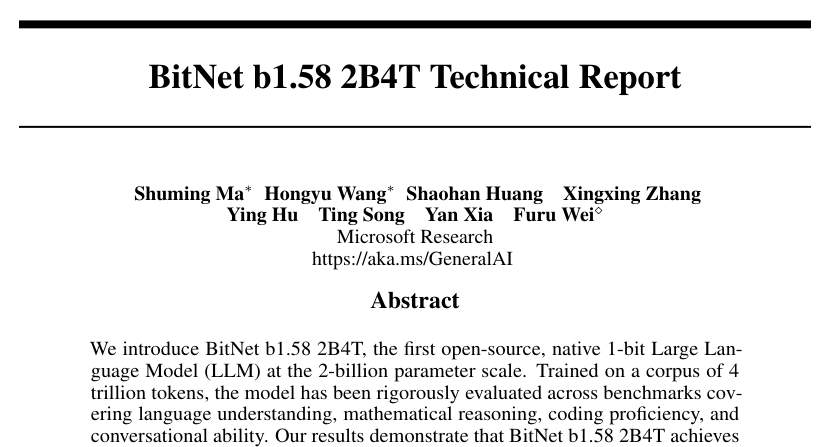 BitNet b1.58 2B4T Technical Report
Shuming Ma* Hongyu Wang* Shaohan Huang Xingxing Zhang
Ying Hu Ting Song Yan Xia Furu Wei⋄
Microsoft Research
https://aka.ms/GeneralAI
Abstract
We introduce BitNet b1.58 2B4T, the first open-source, native 1-bit Large Lan-
guage Model (LLM) at the 2-billion parameter scale. Trained on a corpus of 4
trillion tokens, the model has been rigorously evaluated across benchmarks cov-
ering language understanding, mathematical reasoning, coding proficiency, and
conversational ability. Our results demonstrate that BitNet b1.58 2B4T achieves